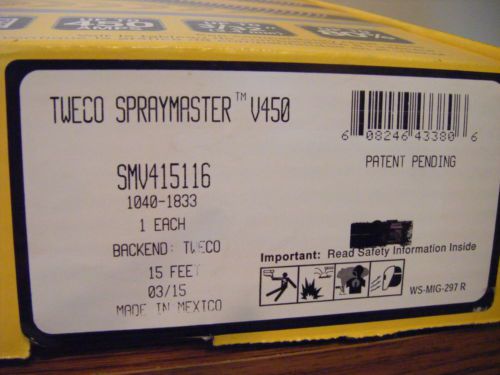 TWECO SPRAYMASTER™ V450
6 08246 43380 6
PATENT PENDING
SMV415116
1040-1833
1 EACH
BACKEND: TWECO
15 FEET
03/15
MADE IN MEXICO
Important: Read Safety Information Inside
WS-MIG-297 R